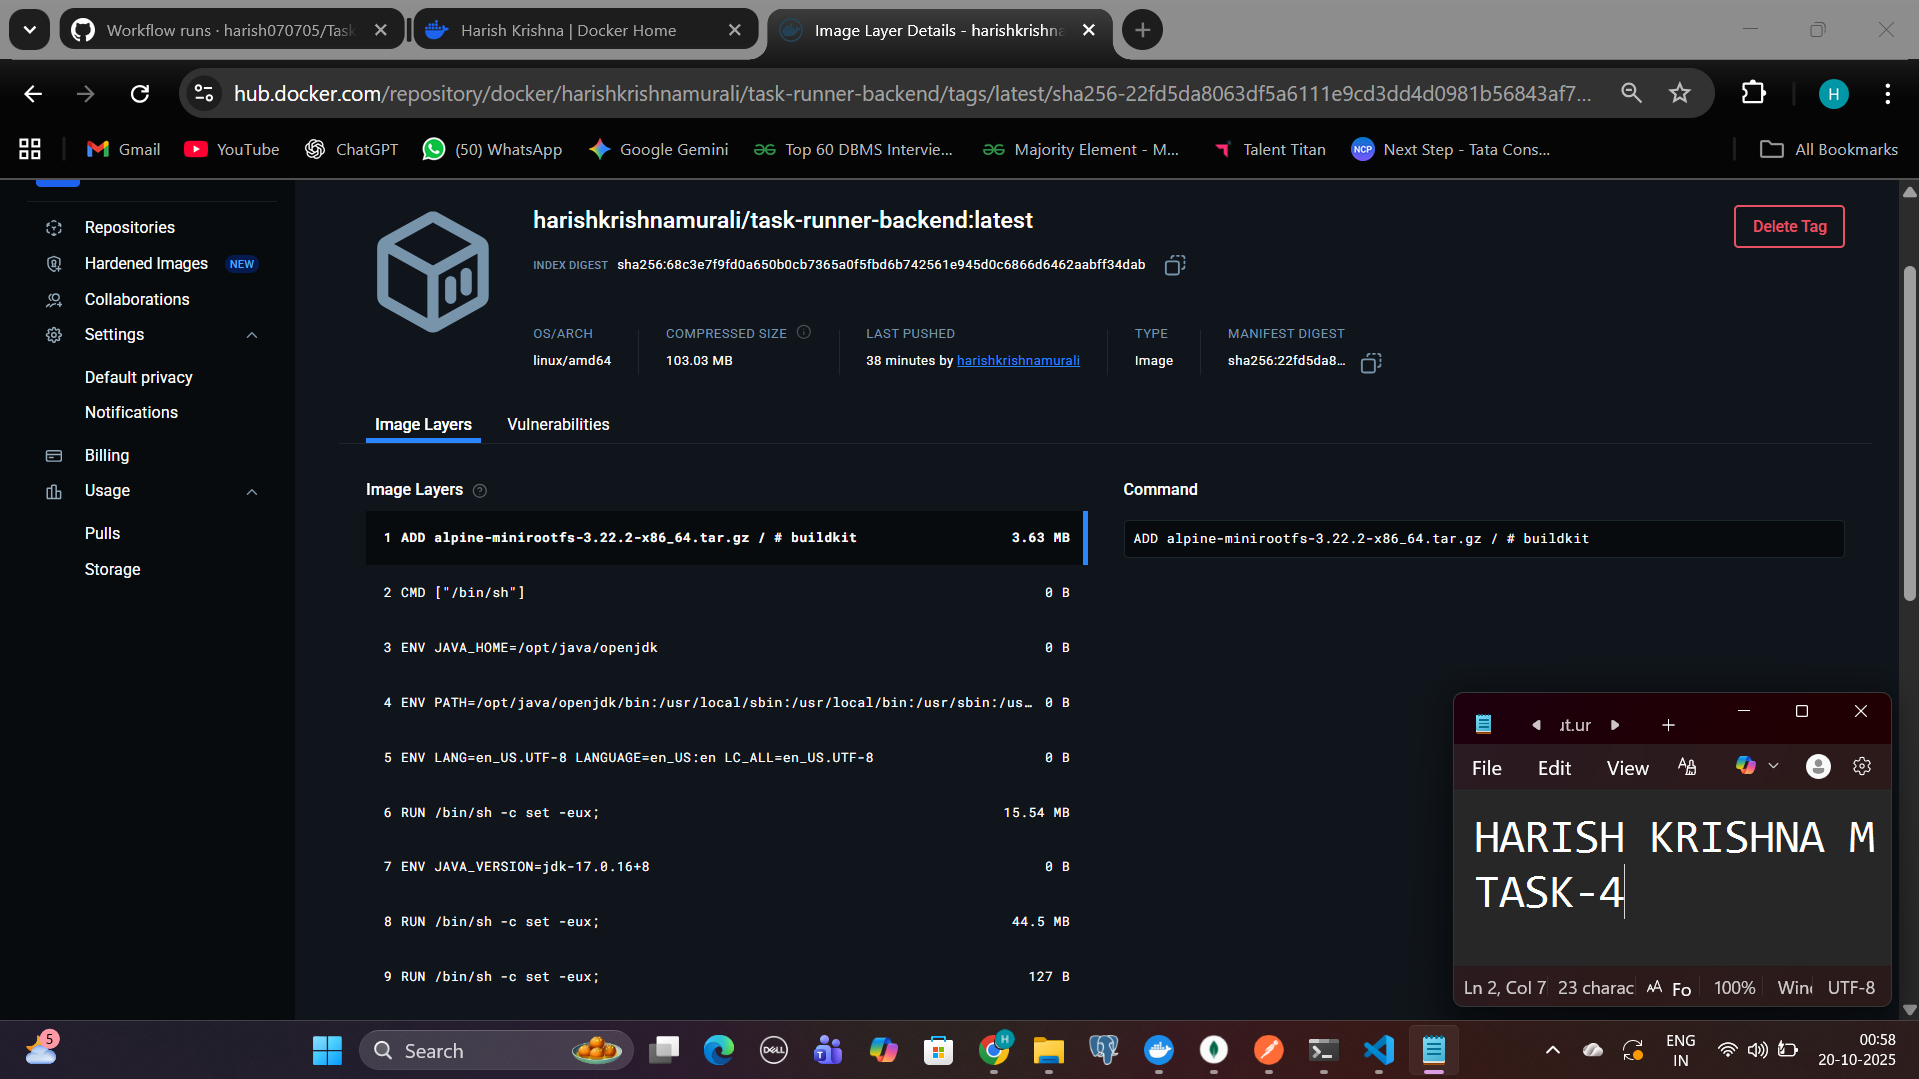 Workflow runs · harish070705/Task
Harish Krishna | Docker Home
Image Layer Details - harishkrishna
hub.docker.com/repository/docker/harishkrishnamurali/task-runner-backend/tags/latest/sha256-22fd5da8063df5a6111e9cd3dd4d0981b56843af7...
H
Gmail
YouTube
ChatGPT
(50) WhatsApp
Google Gemini
Top 60 DBMS Intervie...
Majority Element - M...
Talent Titan
NCP
Next Step - Tata Cons...
All Bookmarks
Repositories
Hardened Images NEW
Collaborations
Settings
Default privacy
Notifications
Billing
Usage
Pulls
Storage
harishkrishnamurali/task-runner-backend:latest
Delete Tag
INDEX DIGEST sha256:68c3e7f9fd0a650b0cb7365a0f5fbd6b742561e945d0c6866d6462aabff34dab
OS/ARCH
linux/amd64
COMPRESSED SIZE
103.03 MB
LAST PUSHED
38 minutes by harishkrishnamurali
TYPE
Image
MANIFEST DIGEST
sha256:22fd5da8...
Image Layers
Vulnerabilities
Image Layers
1 ADD alpine-minirootfs-3.22.2-x86_64.tar.gz / # buildkit 3.63 MB
2 CMD ["/bin/sh"] 0 B
3 ENV JAVA_HOME=/opt/java/openjdk 0 B
4 ENV PATH=/opt/java/openjdk/bin:/usr/local/sbin:/usr/local/bin:/usr/sbin:/us... 0 B
5 ENV LANG=en_US.UTF-8 LANGUAGE=en_US:en LC_ALL=en_US.UTF-8 0 B
6 RUN /bin/sh -c set -eux; 15.54 MB
7 ENV JAVA_VERSION=jdk-17.0.16+8 0 B
8 RUN /bin/sh -c set -eux; 44.5 MB
9 RUN /bin/sh -c set -eux; 127 B
Command
ADD alpine-minirootfs-3.22.2-x86_64.tar.gz / # buildkit
ut.ur
File Edit View
HARISH KRISHNA M
TASK-4
Ln 2, Col 7 23 charac Fo 100% Wind UTF-8
5
Search
DELL
H
ENG
IN
00:58
20-10-2025